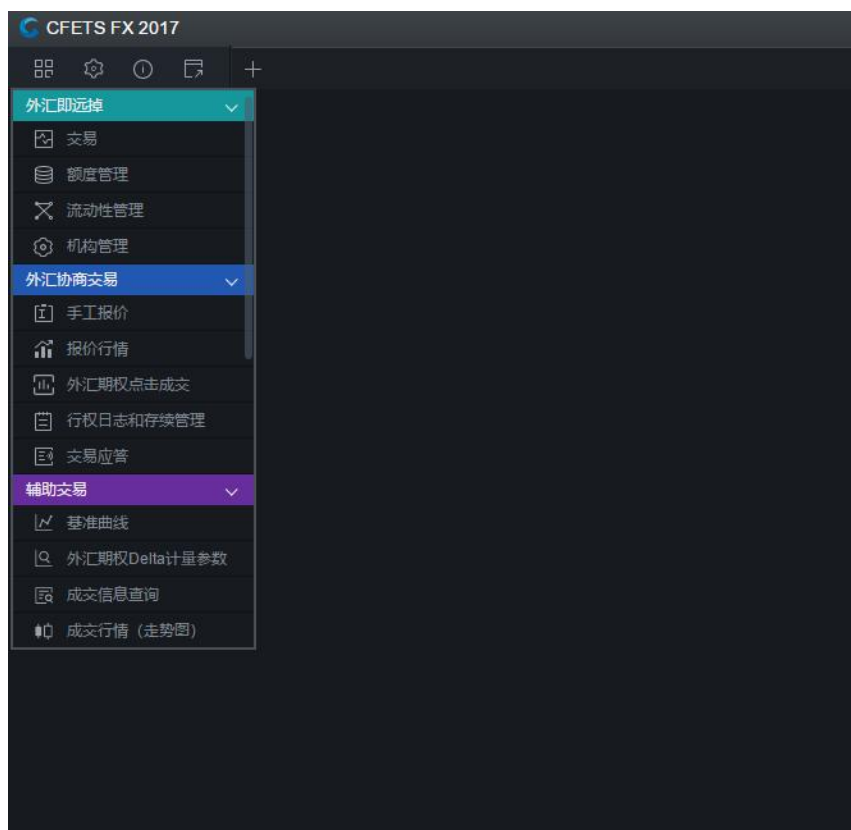 CFETS FX 2017
外汇即远掉
交易
额度管理
流动性管理
机构管理
外汇协商交易
手工报价
报价行情
外汇期权点击成交
行权日志和存续管理
交易应答
辅助交易
基准曲线
外汇期权Delta计量参数
成交信息查询
成交行情（走势图）